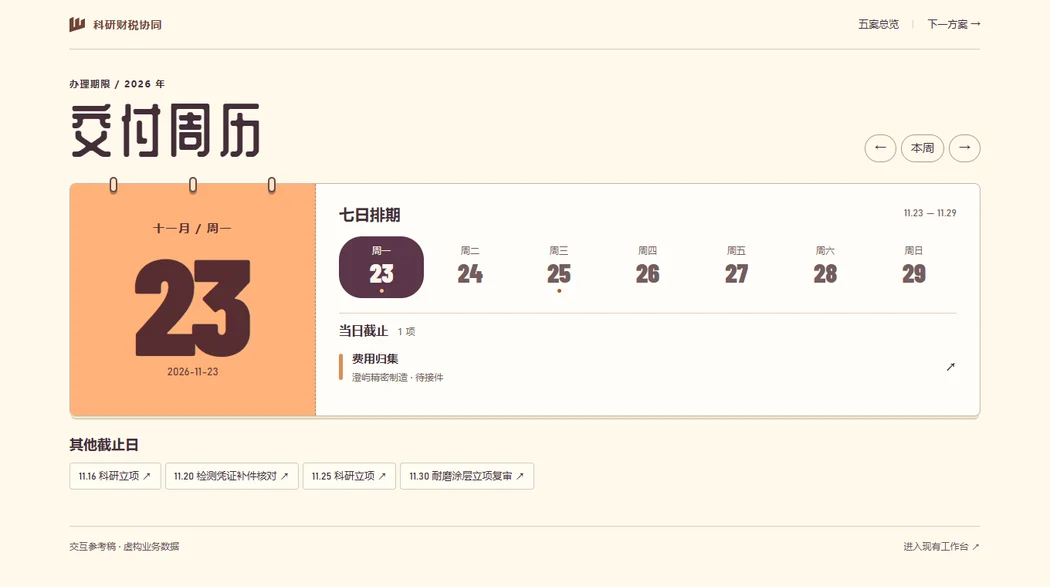 科研财税协同
五案总览
下一方案 →
办理期限 / 2026 年
交付周历
← 本周 →
十一月 / 周一
23
2026-11-23
七日排期
11.23 — 11.29
周一 周二 周三 周四 周五 周六 周日
23 24 25 26 27 28 29
当日截止 1 项
费用归集
澄屿精密制造 · 待接件
↗
其他截止日
11.16 科研立项 ↗
11.20 检测凭证补件核对 ↗
11.25 科研立项 ↗
11.30 耐磨涂层立项复审 ↗
交互参考稿 · 虚构业务数据
进入现有工作台 ↗